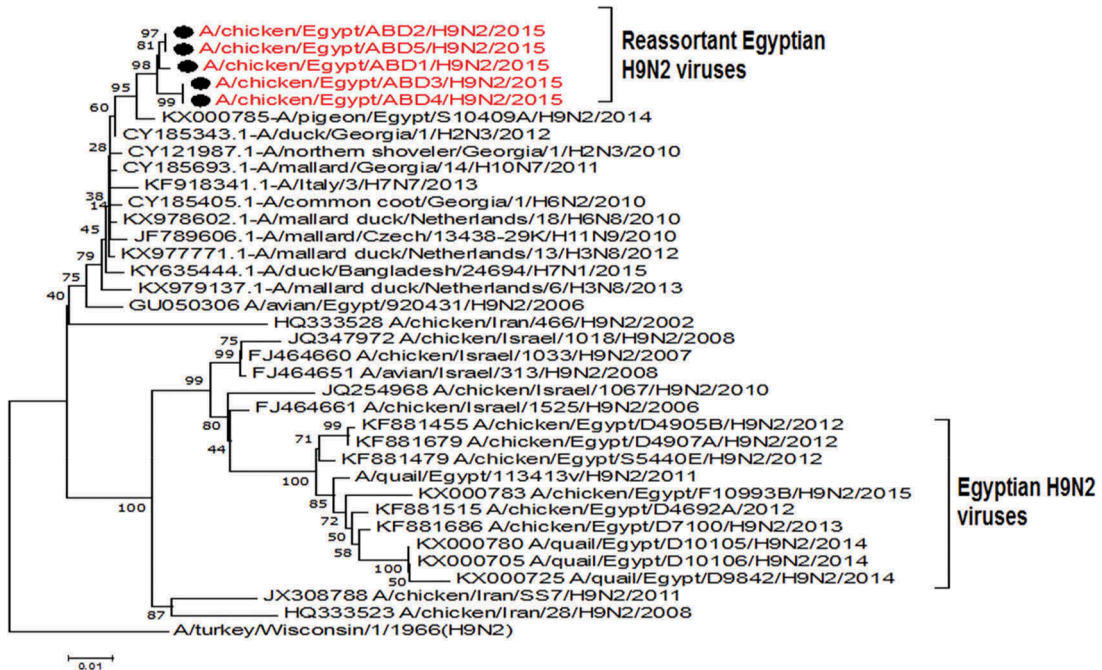 97
A/chicken/Egypt/ABD2/H9N2/2015
81
A/chicken/Egypt/ABD5/H9N2/2015
98
A/chicken/Egypt/ABD1/H9N2/2015
A/chicken/Egypt/ABD3/H9N2/2015
95
99
A/chicken/Egypt/ABD4/H9N2/2015
Reassortant Egyptian
H9N2 viruses
60
KX000785-A/pigeon/Egypt/S10409A/H9N2/2014
CY185343.1-A/duck/Georgia/1/H2N3/2012
28
CY121987.1-A/northern shoveler/Georgia/1/H2N3/2010
CY185693.1-A/mallard/Georgia/14/H10N7/2011
KF918341.1-A/Italy/3/H7N7/2013
38
14
CY185405.1-A/common coot/Georgia/1/H6N2/2010
KX978602.1-A/mallard duck/Netherlands/18/H6N8/2010
45
JF789606.1-A/mallard/Czech/13438-29K/H11N9/2010
KX977771.1-A/mallard duck/Netherlands/13/H3N8/2012
79
KY635444.1-A/duck/Bangladesh/24694/H7N1/2015
75
KX979137.1-A/mallard duck/Netherlands/6/H3N8/2013
40
GU050306 A/avian/Egypt/920431/H9N2/2006
HQ333528 A/chicken/Iran/466/H9N2/2002
75
JQ347972 A/chicken/Israel/1018/H9N2/2008
99
FJ464660 A/chicken/Israel/1033/H9N2/2007
99
FJ464651 A/avian/Israel/313/H9N2/2008
JQ254968 A/chicken/Israel/1067/H9N2/2010
80
FJ464661 A/chicken/Israel/1525/H9N2/2006
44
99
KF881455 A/chicken/Egypt/D4905B/H9N2/2012
71
KF881679 A/chicken/Egypt/D4907A/H9N2/2012
KF881479 A/chicken/Egypt/S5440E/H9N2/2012
100
A/quail/Egypt/113413v/H9N2/2011
85
KX000783 A/chicken/Egypt/F10993B/H9N2/2015
72
KF881515 A/chicken/Egypt/D4692A/2012
50
KF881686 A/chicken/Egypt/D7100/H9N2/2013
58
KX000780 A/quail/Egypt/D10105/H9N2/2014
100
KX000705 A/quail/Egypt/D10106/H9N2/2014
50
KX000725 A/quail/Egypt/D9842/H9N2/2014
Egyptian H9N2
viruses
100
JX308788 A/chicken/Iran/SS7/H9N2/2011
87
HQ333523 A/chicken/Iran/28/H9N2/2008
A/turkey/Wisconsin/1/1966(H9N2)
0.01